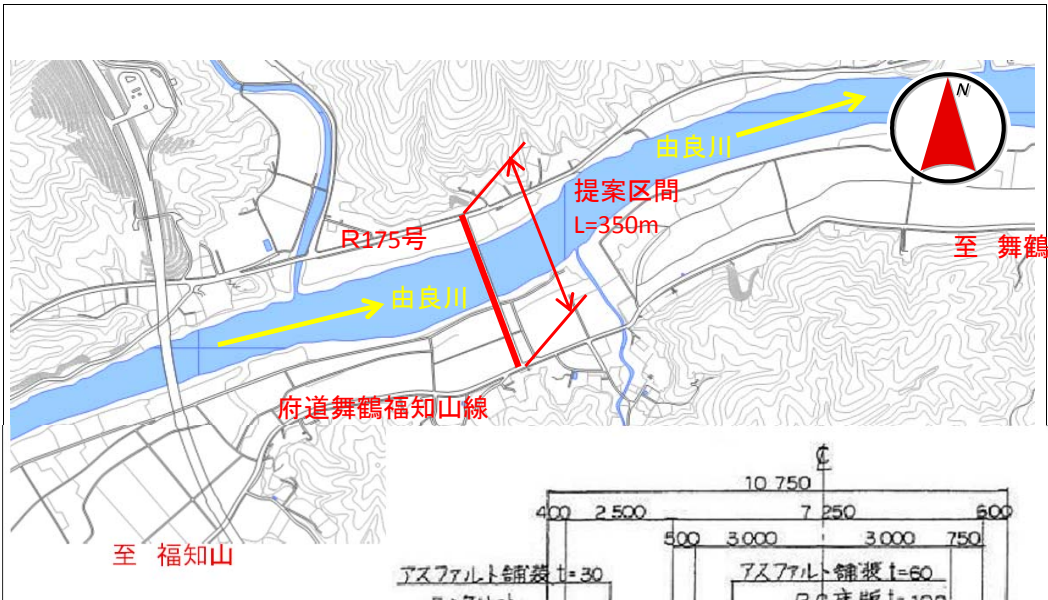 N
由良川
提案区間
L=350m
R175号
至 舞鶴
由良川
府道舞鶴福知山線
至 福知山
10 750
400 2 500 7 250 600
500 3 000 3 000 750
アスファルト舗装 t=30
アスファルト舗装 t=60